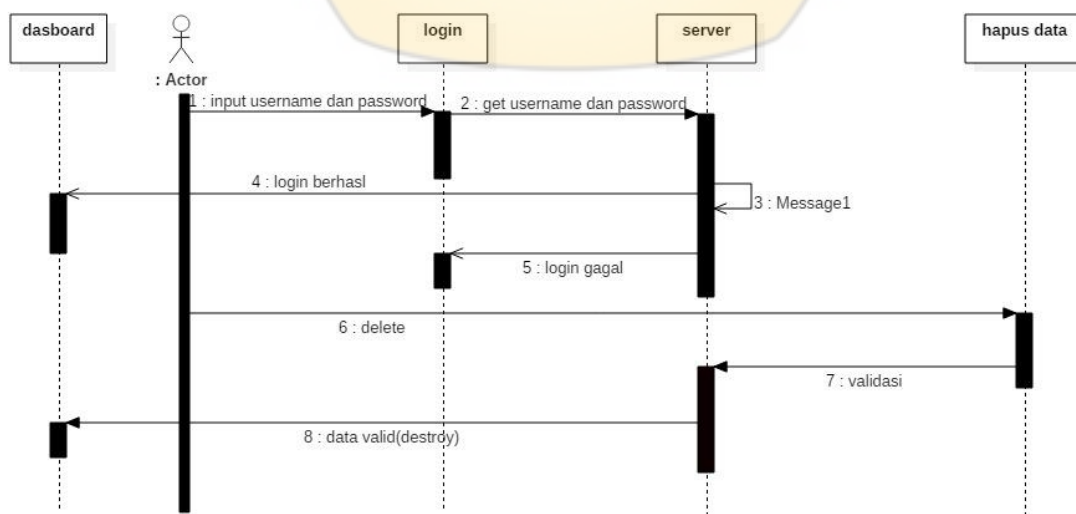 dasboard
login
server
hapus data
: Actor
1 : input username dan password
2 : get username dan password
4 : login berhasl
3 : Message1
5 : login gagal
6 : delete
7 : validasi
8 : data valid(destroy)